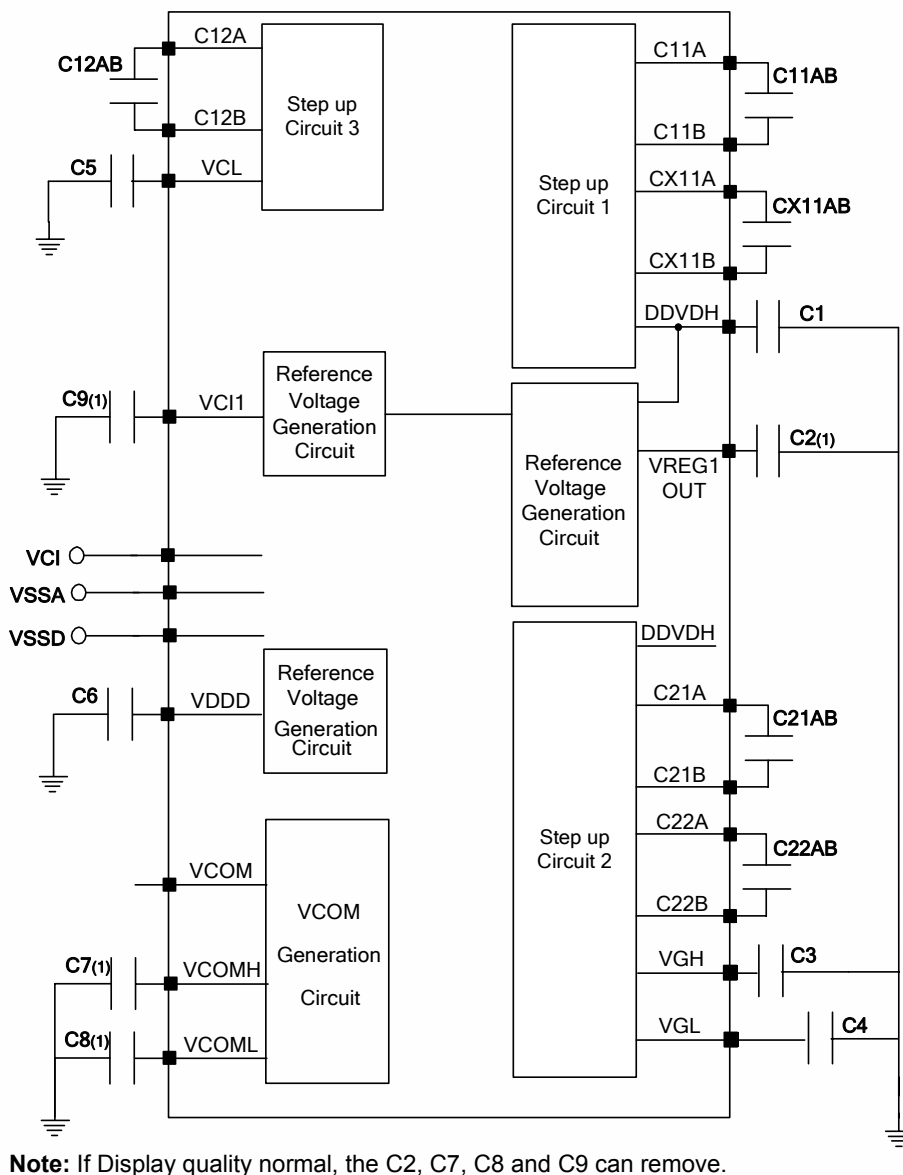 C12AB
C12A
C12B
C5
VCL
Step up
Circuit 3
Step up
Circuit 1
C11A
C11AB
C11B
CX11A
CX11AB
CX11B
DDVDH
C1
C9(1)
VCI1
Reference
Voltage
Generation
Circuit
Reference
Voltage
Generation
Circuit
VREG1
OUT
C2(1)
VCI
VSSA
VSSD
C6
VDDD
Reference
Voltage
Generation
Circuit
DDVDH
C21A
C21AB
C21B
C22A
C22AB
C22B
Step up
Circuit 2
VGH
C3
VGL
C4
VCOM
VCOM
Generation
Circuit
C7(1)
VCOMH
C8(1)
VCOML
Note: If Display quality normal, the C2, C7, C8 and C9 can remove.